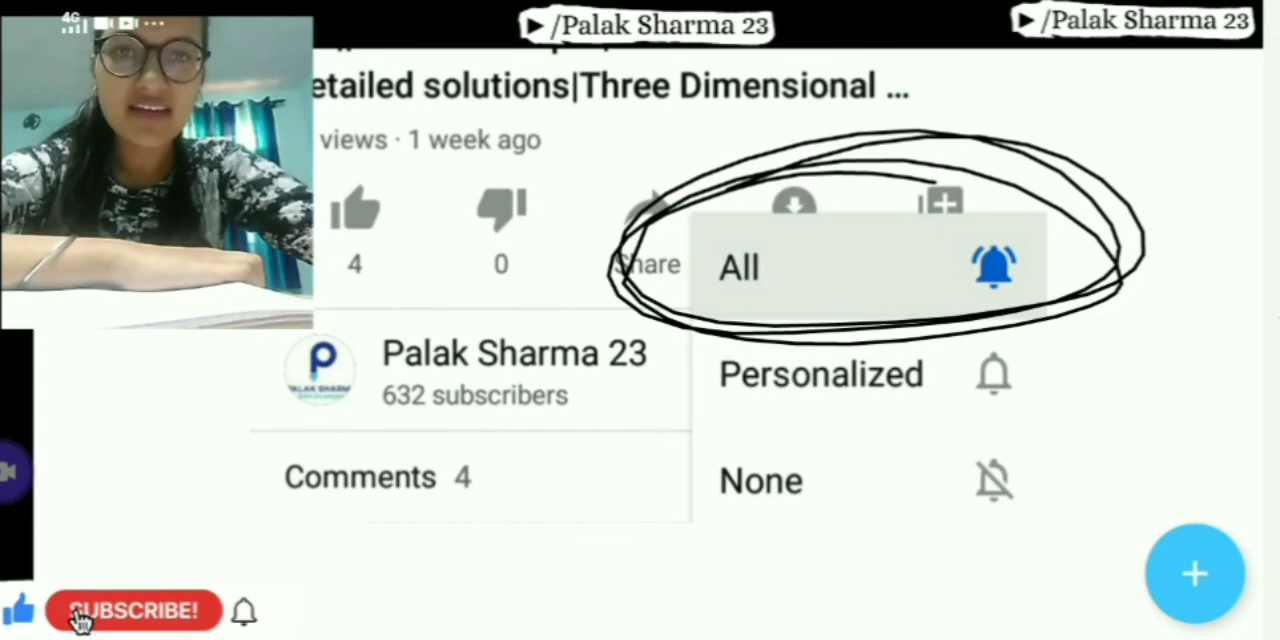 4G
/Palak Sharma 23
/Palak Sharma 23
etailed solutions|Three Dimensional ...
views · 1 week ago
4
0
Share
All
Palak Sharma 23
632 subscribers
Personalized
Comments 4
None
SUBSCRIBE!